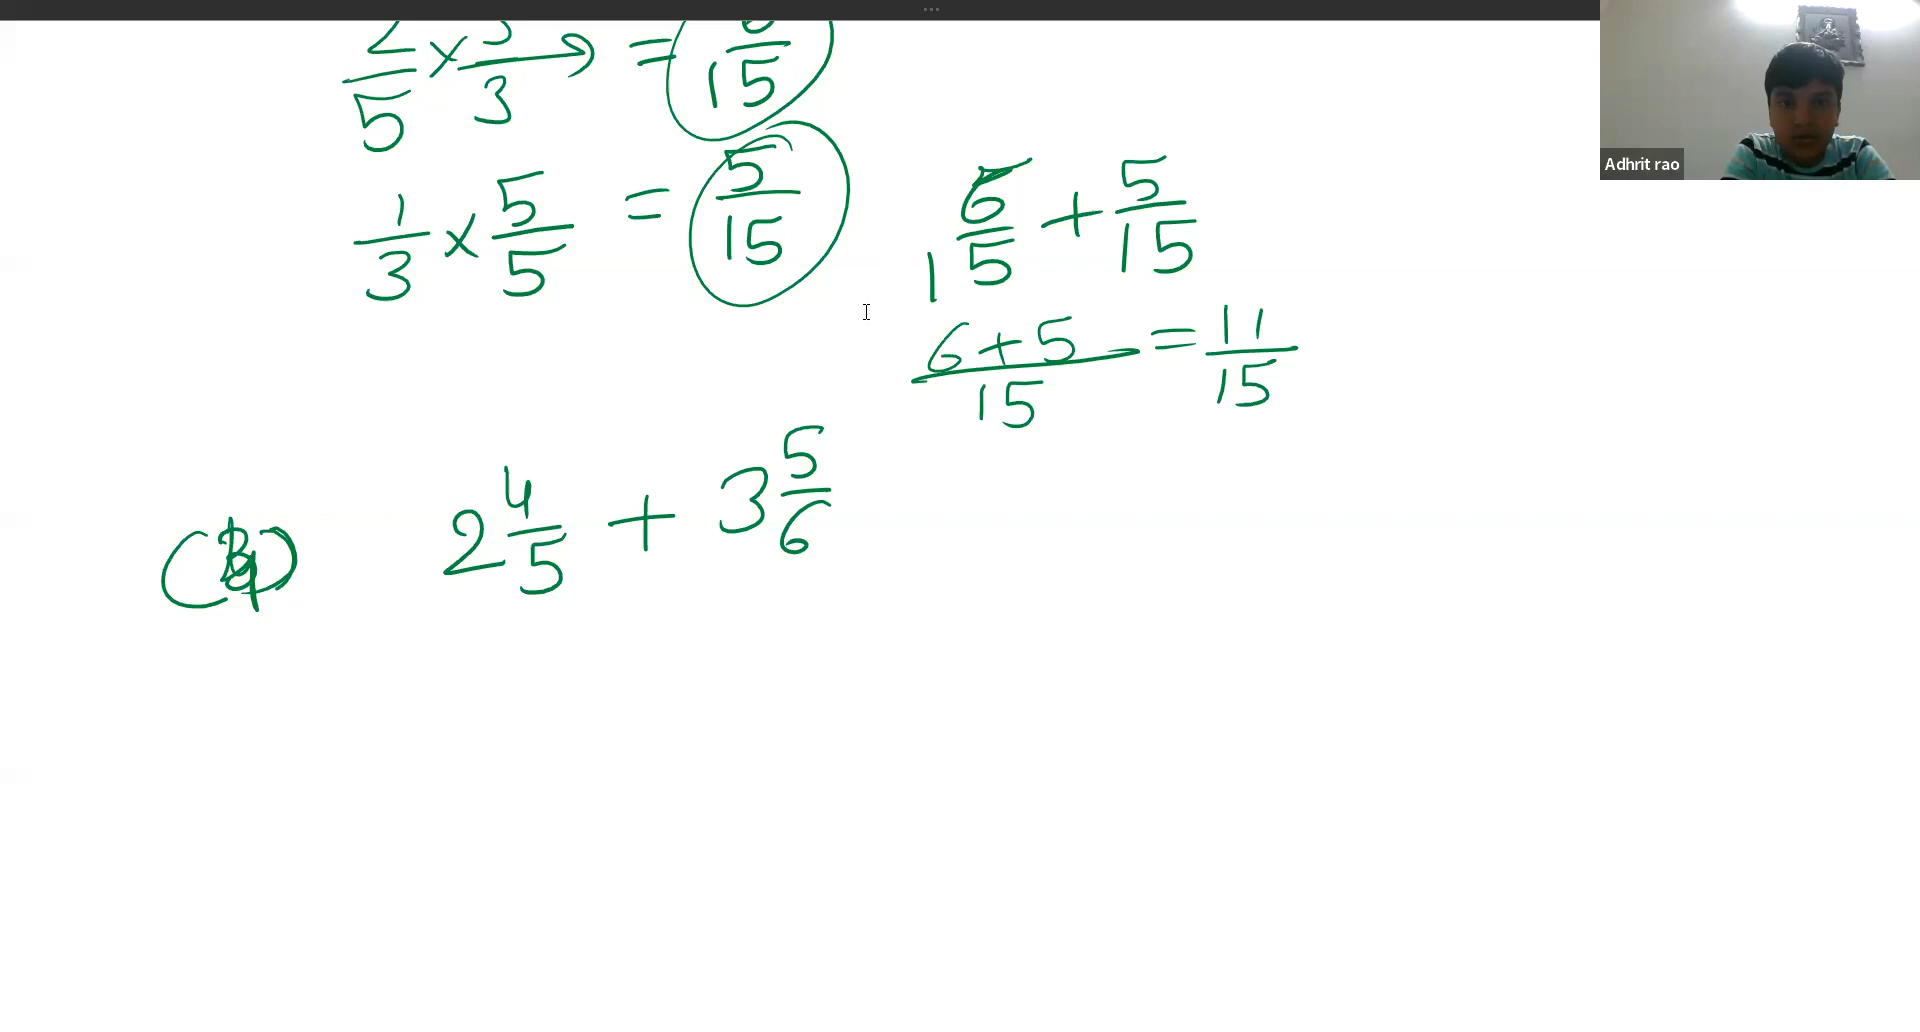 2/5 × 3/3 = 6/15
Adhrit rao
1/3 × 5/5 = 5/15
6/15 + 5/15
6+5/15 = 11/15
2 4/5 + 3 5/6